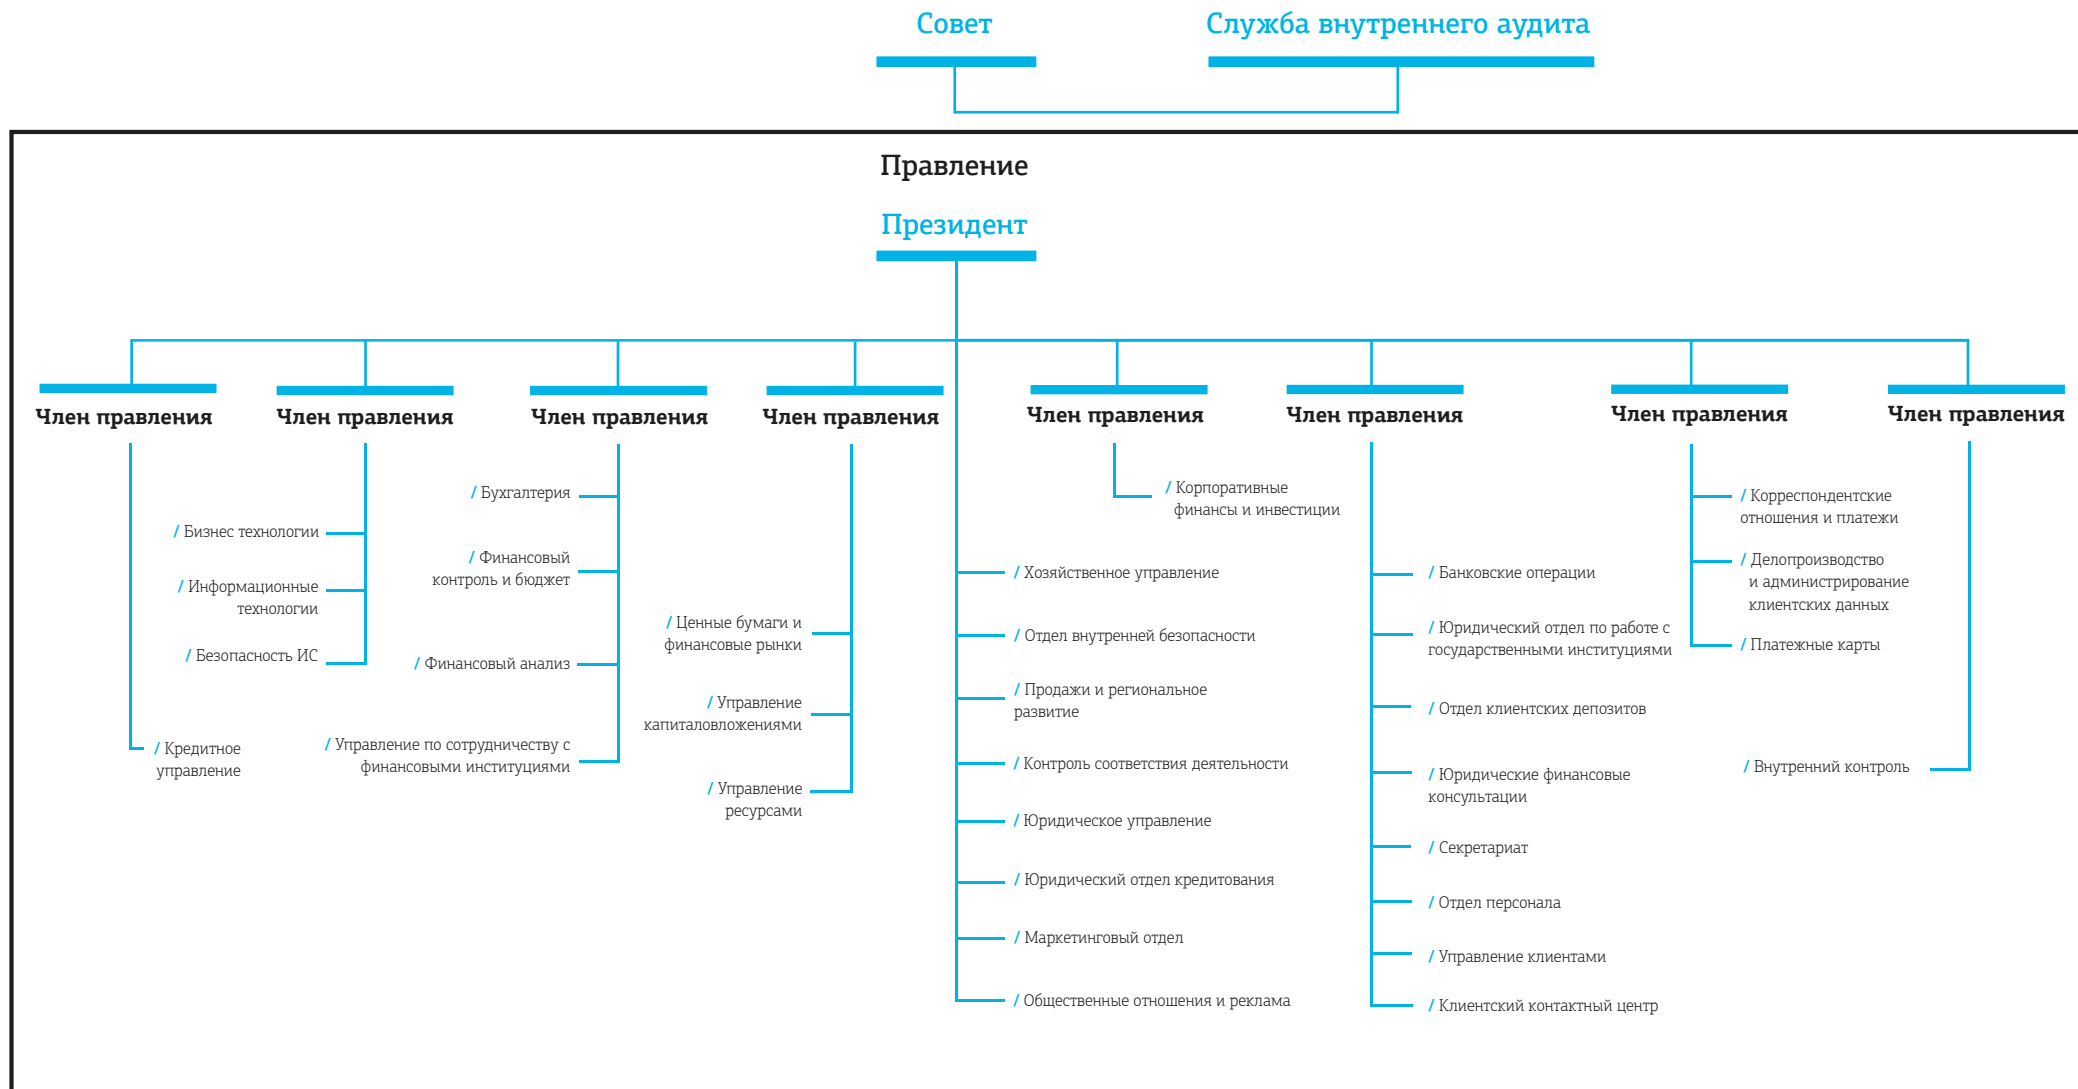 Совет
Служба внутреннего аудита
Правление
Президент
Член правления
Член правления
Член правления
Член правления
Член правления
Член правления
Член правления
Член правления
/ Кредитное
управление
/ Бизнес технологии
/ Информационные
технологии
/ Безопасность ИС
/ Бухгалтерия
/ Финансовый
контроль и бюджет
/ Финансовый анализ
/ Управление по сотрудничеству с
финансовыми институциями
/ Ценные бумаги и
финансовые рынки
/ Управление
капиталовложениями
/ Управление
ресурсами
/ Хозяйственное управление
/ Отдел внутренней безопасности
/ Продажи и региональное
развитие
/ Контроль соответствия деятельности
/ Юридическое управление
/ Юридический отдел кредитования
/ Маркетинговый отдел
/ Общественные отношения и реклама
/ Корпоративные
финансы и инвестиции
/ Банковские операции
/ Юридический отдел по работе с
государственными институциями
/ Отдел клиентских депозитов
/ Юридические финансовые
консультации
/ Секретариат
/ Отдел персонала
/ Управление клиентами
/ Клиентский контактный центр
/ Корреспондентские
отношения и платежи
/ Делопроизводство
и администрирование
клиентских данных
/ Платежные карты
/ Внутренний контроль